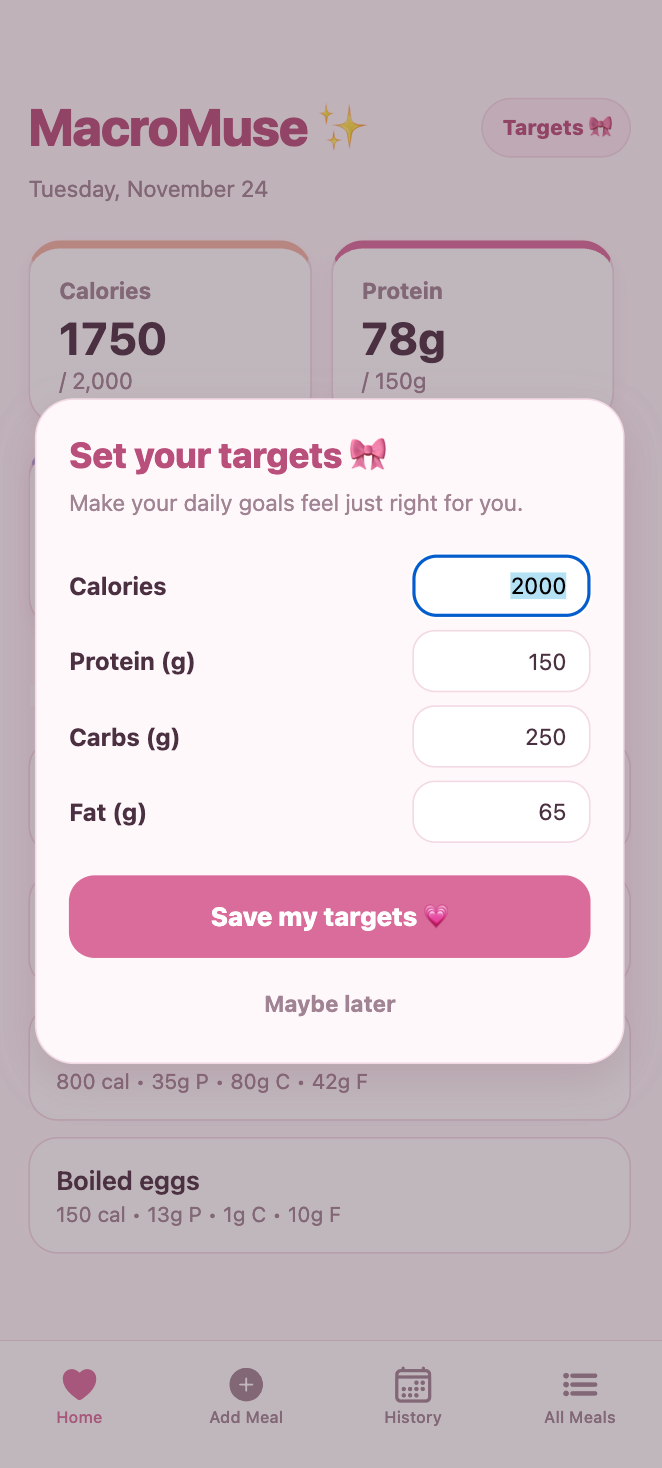 MacroMuse ✨
Targets 🎀
Tuesday, November 24
Calories
1750
/ 2,000
Protein
78g
/ 150g
Set your targets 🎀
Make your daily goals feel just right for you.
Calories 2000
Protein (g) 150
Carbs (g) 250
Fat (g) 65
Save my targets 💗
Maybe later
800 cal • 35g P • 80g C • 42g F
Boiled eggs
150 cal • 13g P • 1g C • 10g F
Home
Add Meal
History
All Meals